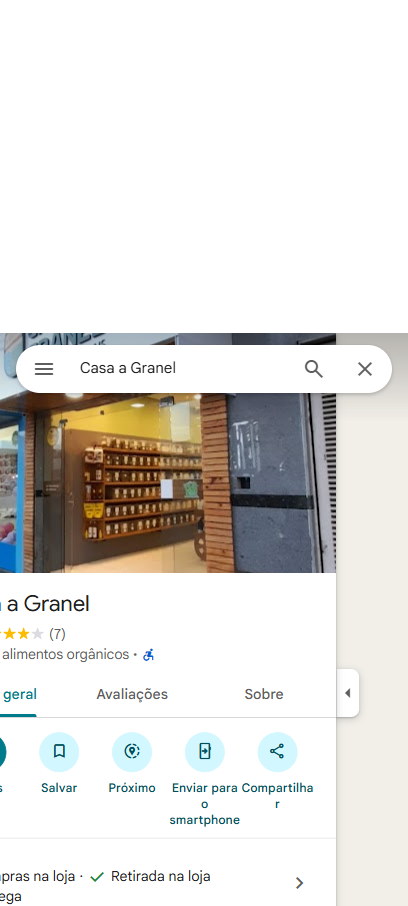 Casa a Granel
a Granel
(7)
alimentos orgânicos ·
geral
Avaliações
Sobre
Salvar
Próximo
Enviar para o smartphone
Compartilhar
pras na loja · Retirada na loja
ega